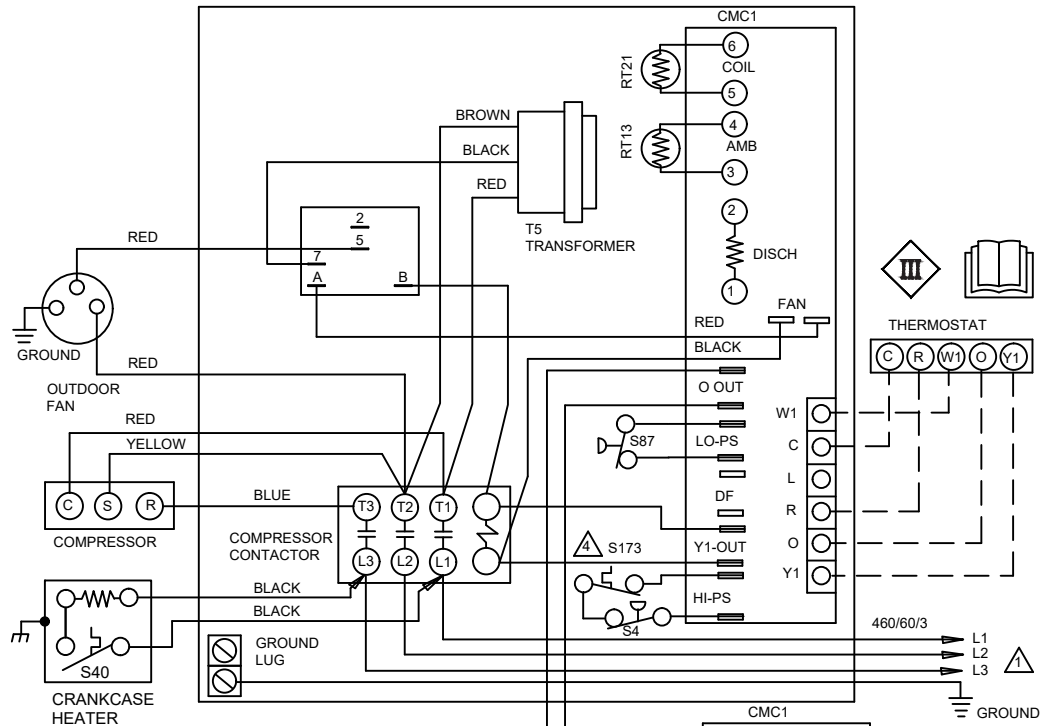 CMC1
6
COIL
RT21
5
4
AMB
RT13
3
2
DISCH
1
BROWN
BLACK
RED
T5
TRANSFORMER
2
5
7
A
B
RED
GROUND
RED
OUTDOOR
FAN
FAN
RED
BLACK
III
THERMOSTAT
C R W1 O Y1
O OUT
S87
LO-PS
DF
Y1-OUT
4
S173
HI-PS
S4
W1
C
L
R
O
Y1
RED
YELLOW
C S R
BLUE
COMPRESSOR
COMPRESSOR
CONTACTOR
T3 T2 T1
L3 L2 L1
BLACK
BLACK
S40
CRANKCASE
HEATER
GROUND
LUG
460/60/3
L1
L2
L3
1
GROUND
CMC1